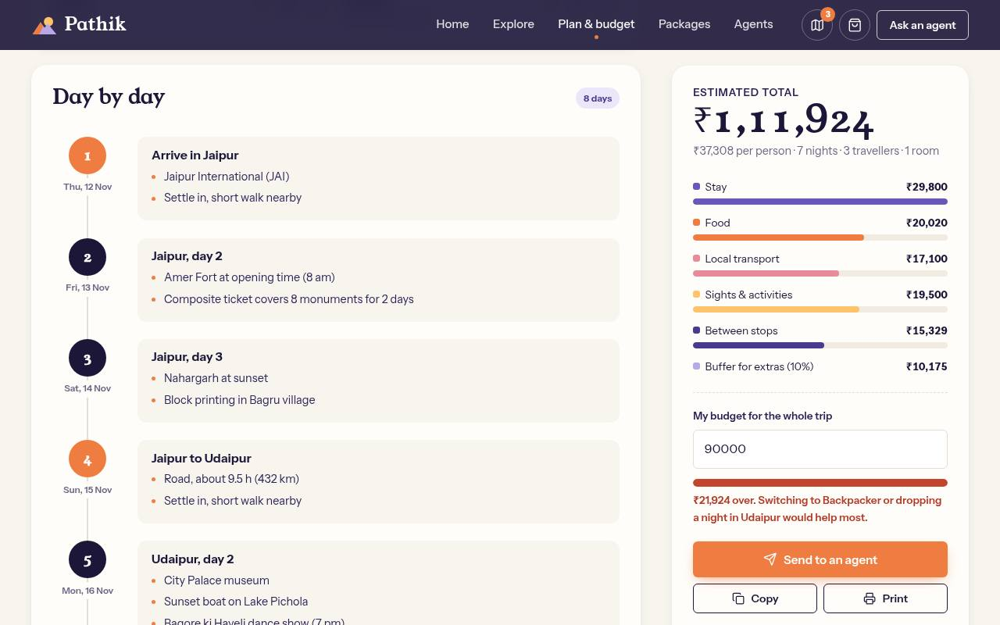 Pathik
Home
Explore
Plan & budget
Packages
Agents
3
Ask an agent
Day by day
8 days
1
Thu, 12 Nov
Arrive in Jaipur
Jaipur International (JAI)
Settle in, short walk nearby
2
Fri, 13 Nov
Jaipur, day 2
Amer Fort at opening time (8 am)
Composite ticket covers 8 monuments for 2 days
3
Sat, 14 Nov
Jaipur, day 3
Nahargarh at sunset
Block printing in Bagru village
4
Sun, 15 Nov
Jaipur to Udaipur
Road, about 9.5 h (432 km)
Settle in, short walk nearby
5
Mon, 16 Nov
Udaipur, day 2
City Palace museum
Sunset boat on Lake Pichola
Bagore ki Haveli dance show (7 pm)
ESTIMATED TOTAL
₹1,11,924
₹37,308 per person · 7 nights · 3 travellers · 1 room
Stay ₹29,800
Food ₹20,020
Local transport ₹17,100
Sights & activities ₹19,500
Between stops ₹15,329
Buffer for extras (10%) ₹10,175
My budget for the whole trip
90000
₹21,924 over. Switching to Backpacker or dropping
a night in Udaipur would help most.
Send to an agent
Copy
Print